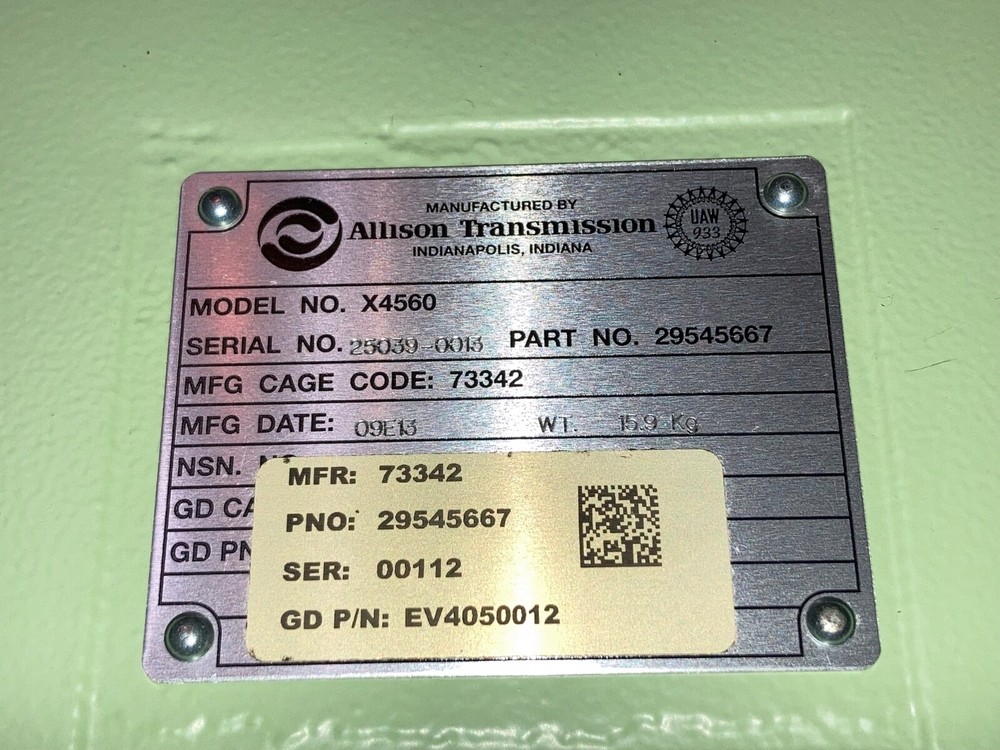 MANUFACTURED BY
Allison Transmission
INDIANAPOLIS, INDIANA
UAW
933
MODEL NO. X4560
SERIAL NO. 25039-0013 PART NO. 29545667
MFG CAGE CODE: 73342
MFG DATE: 09E13 WT. 15.9 Kg
NSN.
GD
GD
MFR: 73342
PNO: 29545667
SER: 00112
GD P/N: EV4050012